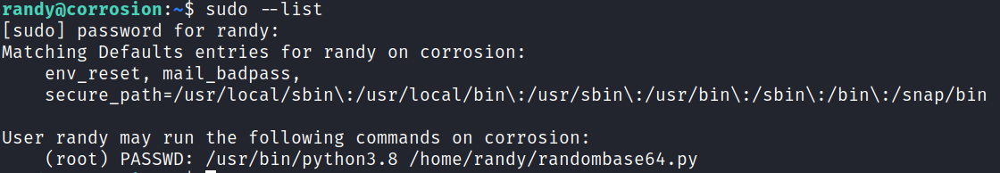 randy@corrosion:~$ sudo --list
[sudo] password for randy:
Matching Defaults entries for randy on corrosion:
    env_reset, mail_badpass,
    secure_path=/usr/local/sbin\:/usr/local/bin\:/usr/sbin\:/usr/bin\:/sbin\:/bin\:/snap/bin

User randy may run the following commands on corrosion:
    (root) PASSWD: /usr/bin/python3.8 /home/randy/randombase64.py